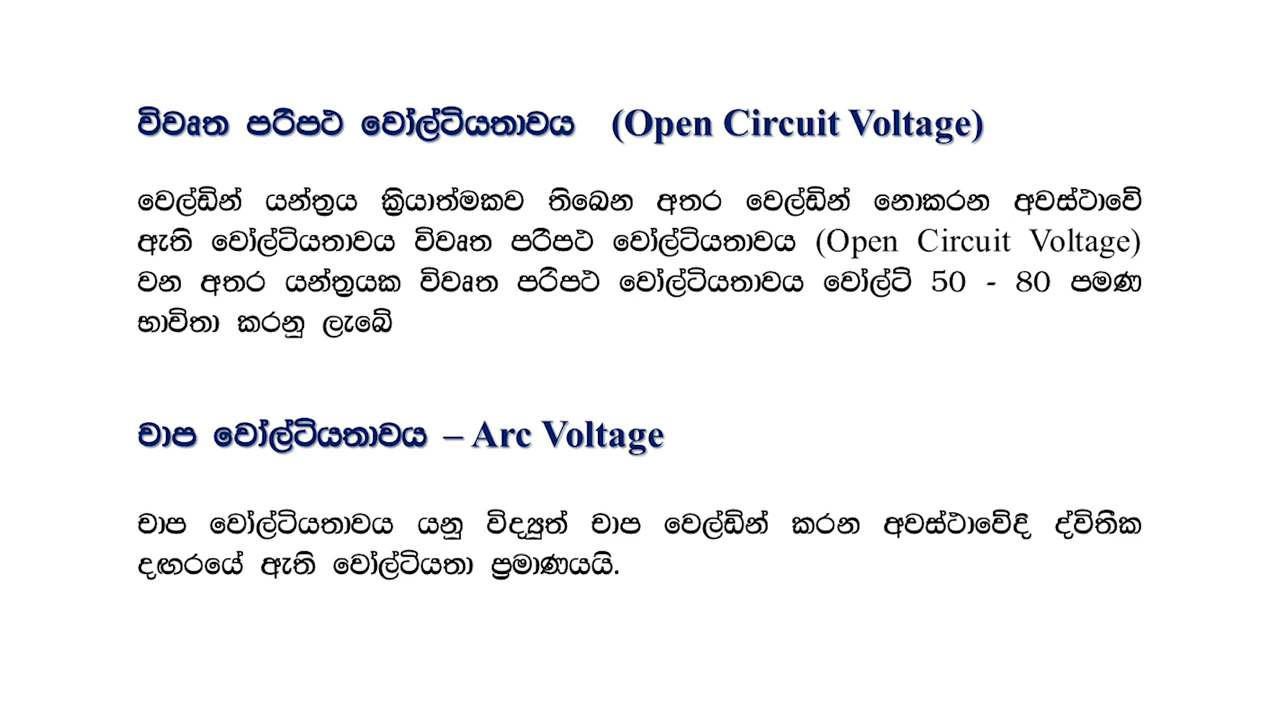 විවෘත පරිපථ වෝල්ටියතාවය (Open Circuit Voltage)
වෙල්ඩින් යන්ත්‍රය ක්‍රියාත්මකව තිබෙන අතර වෙල්ඩින් නොකරන අවස්ථාවේ
ඇති වෝල්ටියතාවය විවෘත පරිපථ වෝල්ටියතාවය (Open Circuit Voltage)
වන අතර යන්ත්‍රයක විවෘත පරිපථ වෝල්ටියතාවය වෝල්ට් 50 - 80 පමණ
භාවිතා කරනු ලැබේ
චාප වෝල්ටියතාවය – Arc Voltage
චාප වෝල්ටියතාවය යනු විද්‍යුත් චාප වෙල්ඩින් කරන අවස්ථාවේදී ද්විතීක
දඟරයේ ඇති වෝල්ටියතා ප්‍රමාණයයි.